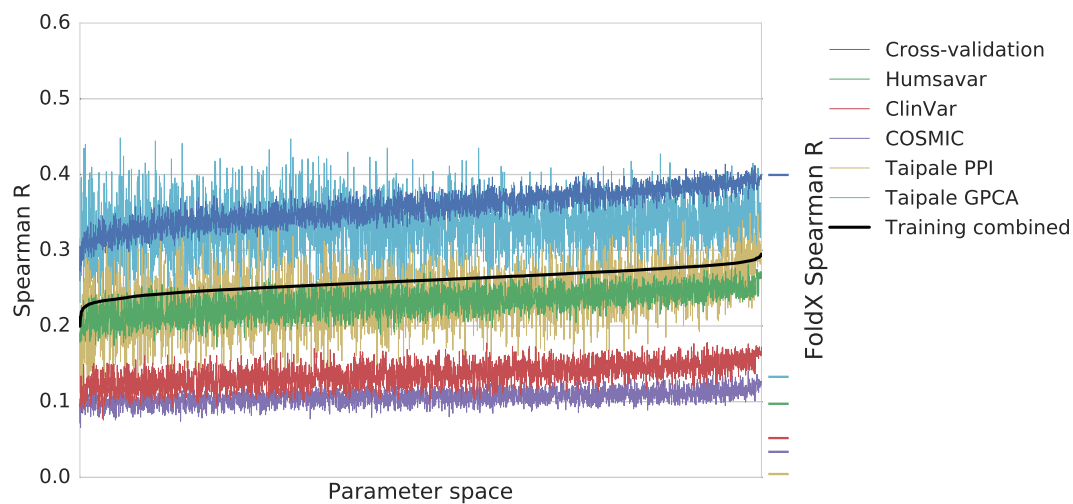 0.6
0.5
0.4
0.3
0.2
0.1
0.0
Spearman R
Parameter space
FoldX Spearman R
Cross-validation
Humsavar
ClinVar
COSMIC
Taipale PPI
Taipale GPCA
Training combined